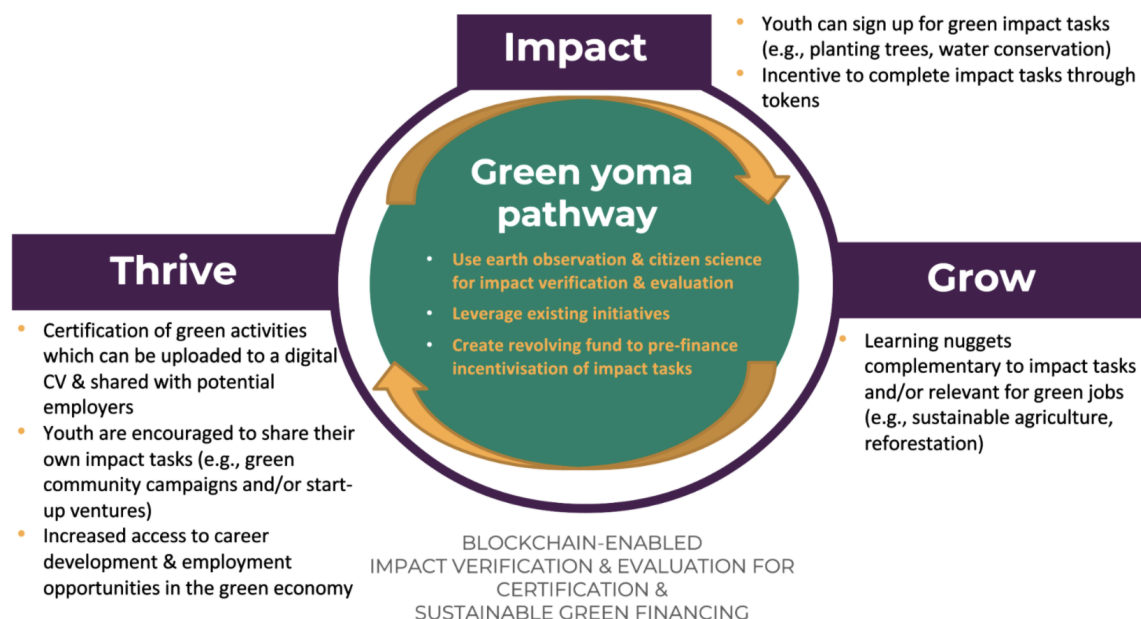 Impact
• Youth can sign up for green impact tasks
(e.g., planting trees, water conservation)
• Incentive to complete impact tasks through
tokens
Green yoma
pathway
• Use earth observation & citizen science
for impact verification & evaluation
• Leverage existing initiatives
• Create revolving fund to pre-finance
incentivisation of impact tasks
Thrive
• Certification of green activities
which can be uploaded to a digital
CV & shared with potential
employers
• Youth are encouraged to share their
own impact tasks (e.g., green
community campaigns and/or start-
up ventures)
• Increased access to career
development & employment
opportunities in the green economy
Grow
• Learning nuggets
complementary to impact tasks
and/or relevant for green jobs
(e.g., sustainable agriculture,
reforestation)
BLOCKCHAIN-ENABLED
IMPACT VERIFICATION & EVALUATION FOR
CERTIFICATION &
SUSTAINABLE GREEN FINANCING